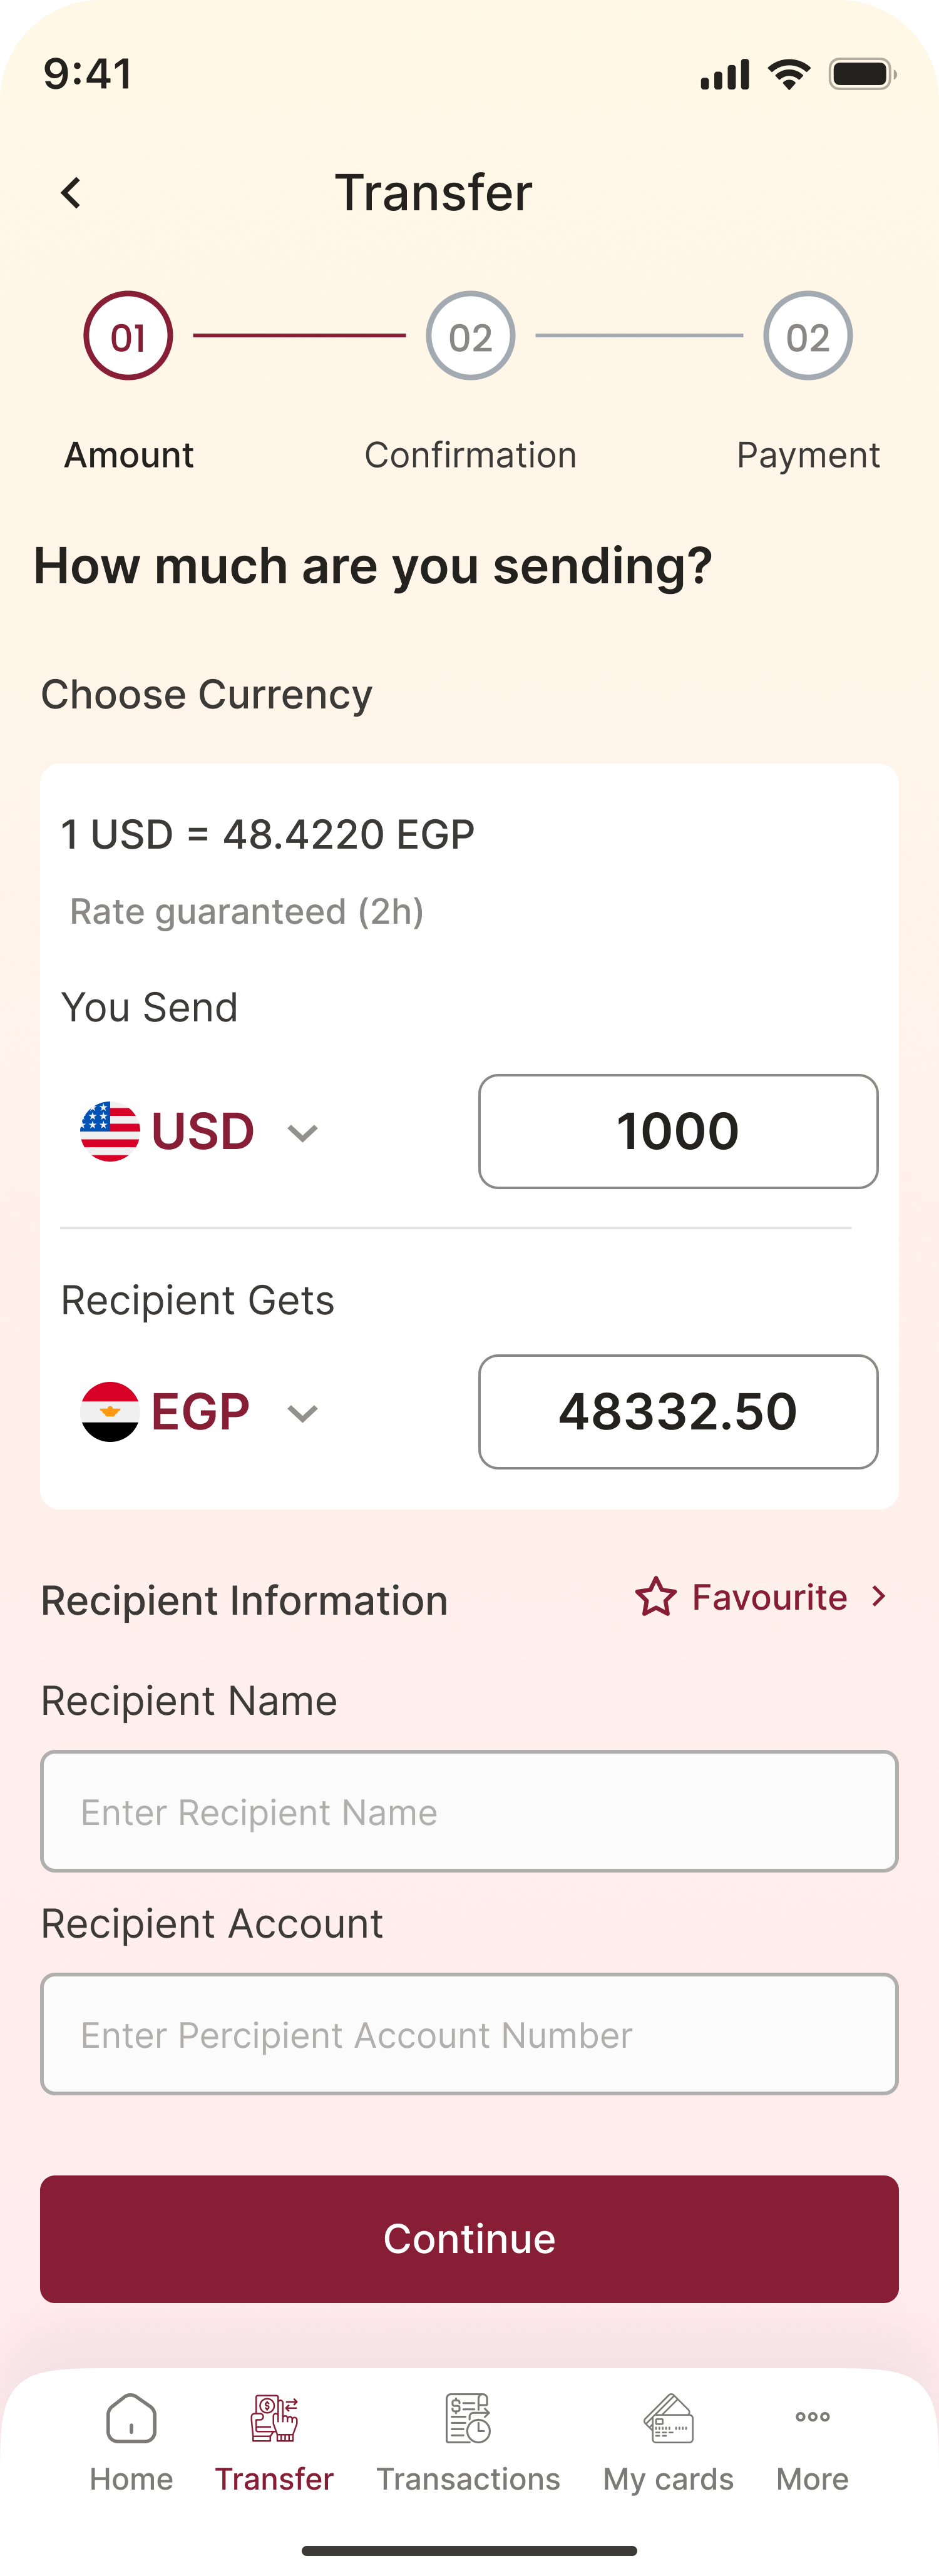 9:41
Transfer
01 02 02
Amount Confirmation Payment
How much are you sending?
Choose Currency
1 USD = 48.4220 EGP
Rate guaranteed (2h)
You Send
USD 1000
Recipient Gets
EGP 48332.50
Recipient Information Favourite
Recipient Name
Enter Recipient Name
Recipient Account
Enter Percipient Account Number
Continue
Home Transfer Transactions My cards More